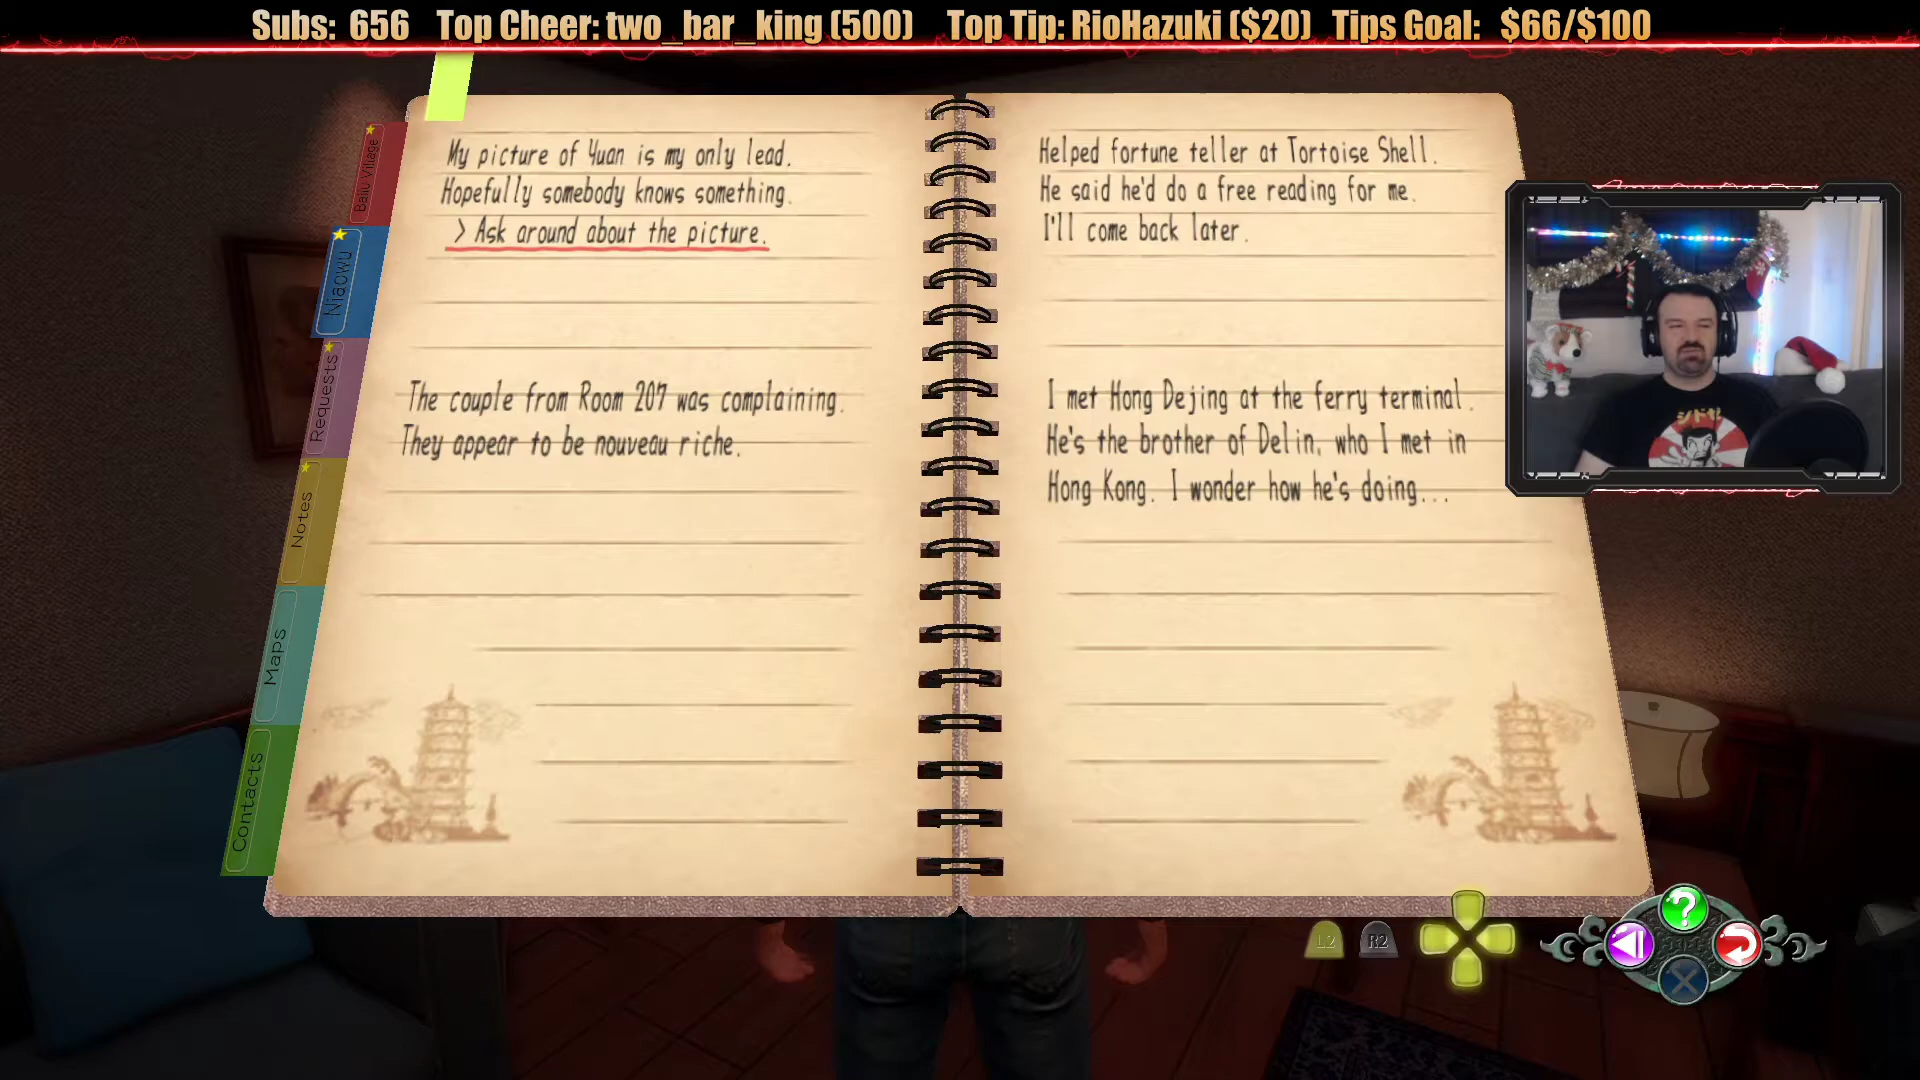 Subs: 656 Top Cheer: two_bar_king (500) Top Tip: RioHazuki ($20) Tips Goal: $66/$100
My picture of Yuan is my only lead.
Hopefully somebody knows something.
> Ask around about the picture.
The couple from Room 207 was complaining.
They appear to be nouveau riche.
Helped fortune teller at Tortoise Shell.
He said he'd do a free reading for me.
I'll come back later.
I met Hong Dejing at the ferry terminal.
He's the brother of Delin, who I met in
Hong Kong. I wonder how he's doing...
Bailu Village
Niaowu
Requests
Notes
Maps
Contacts
L2
R2
?
X